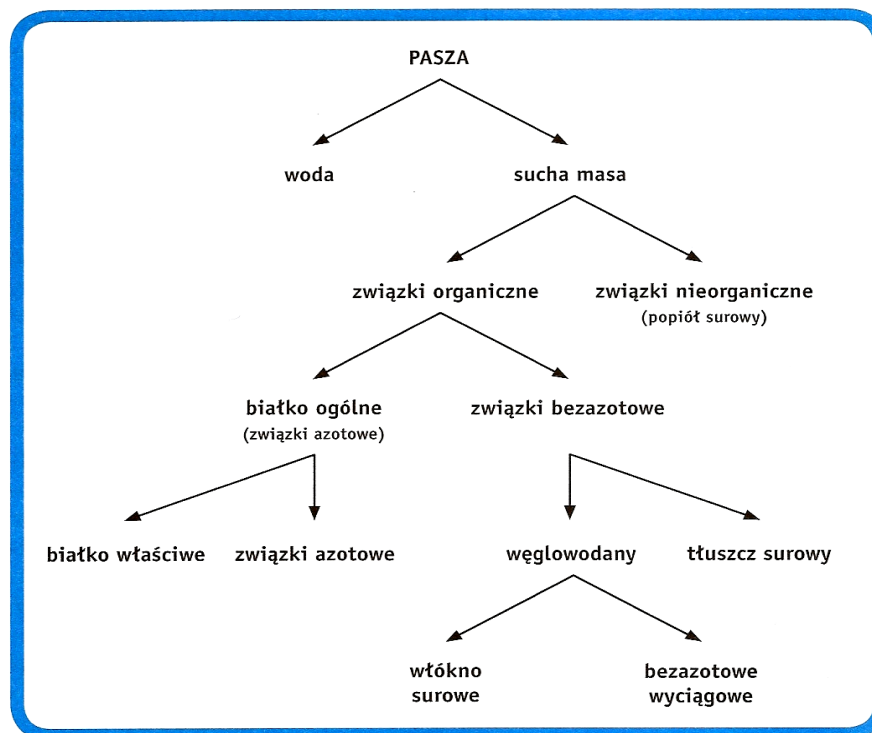 PASZA
woda
sucha masa
związki organiczne
związki nieorganiczne
(popiół surowy)
białko ogólne
(związki azotowe)
związki bezazotowe
białko właściwe
związki azotowe
węglowodany
tłuszcz surowy
włókno
surowe
bezazotowe
wyciągowe